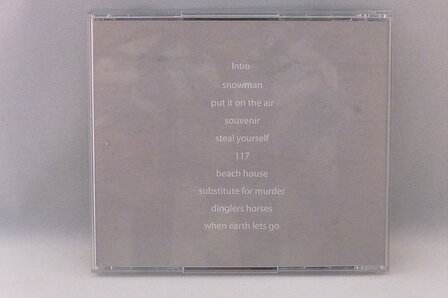 Intro
snowman
put it on the air
souvenir
steal yourself
117
beach house
substitute for murder
dinglers horses
when earth lets go